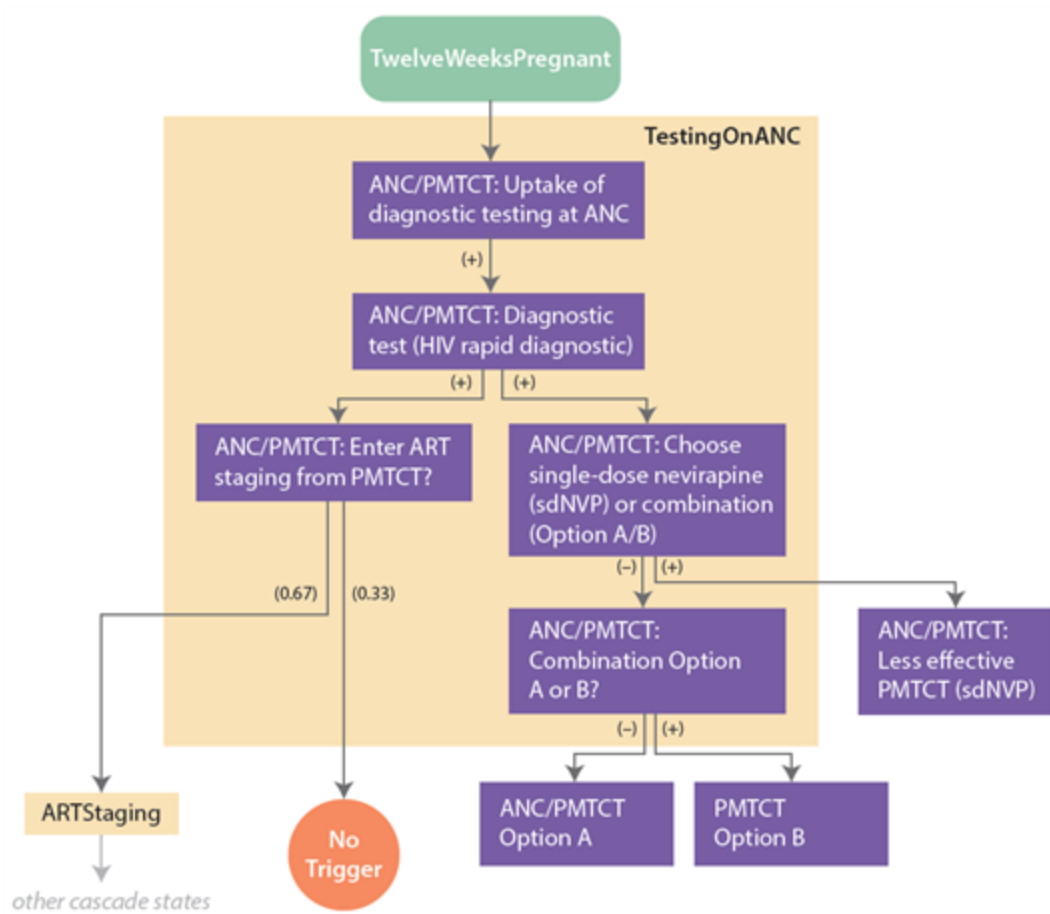 TwelveWeeksPregnant
TestingOnANC
ANC/PMTCT: Uptake of
diagnostic testing at ANC
(+)
ANC/PMTCT: Diagnostic
test (HIV rapid diagnostic)
(+)
(+)
ANC/PMTCT: Enter ART
staging from PMTCT?
ANC/PMTCT: Choose
single-dose nevirapine
(sdNVP) or combination
(Option A/B)
(–)
(+)
(0.67)
(0.33)
ANC/PMTCT:
Combination Option
A or B?
ANC/PMTCT:
Less effective
PMTCT (sdNVP)
(–)
(+)
ARTStaging
No
Trigger
ANC/PMTCT
Option A
PMTCT
Option B
other cascade states